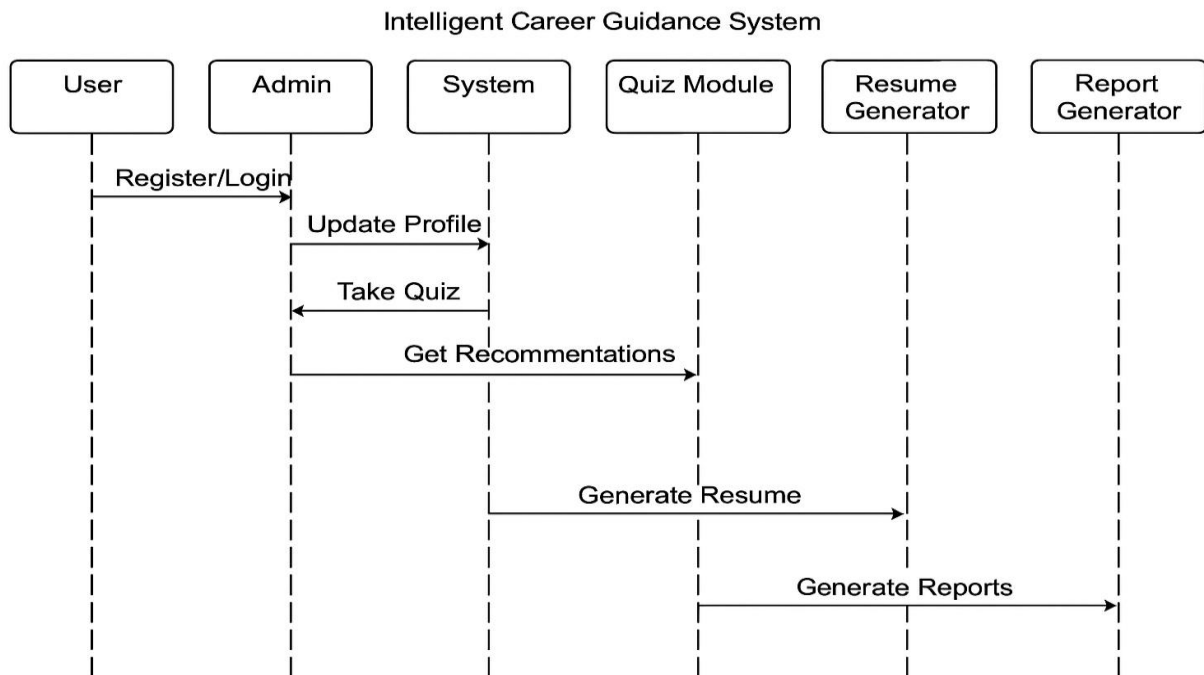 Intelligent Career Guidance System
User
Admin
System
Quiz Module
Resume
Generator
Report
Generator
Register/Login
Update Profile
Take Quiz
Get Recommentations
Generate Resume
Generate Reports